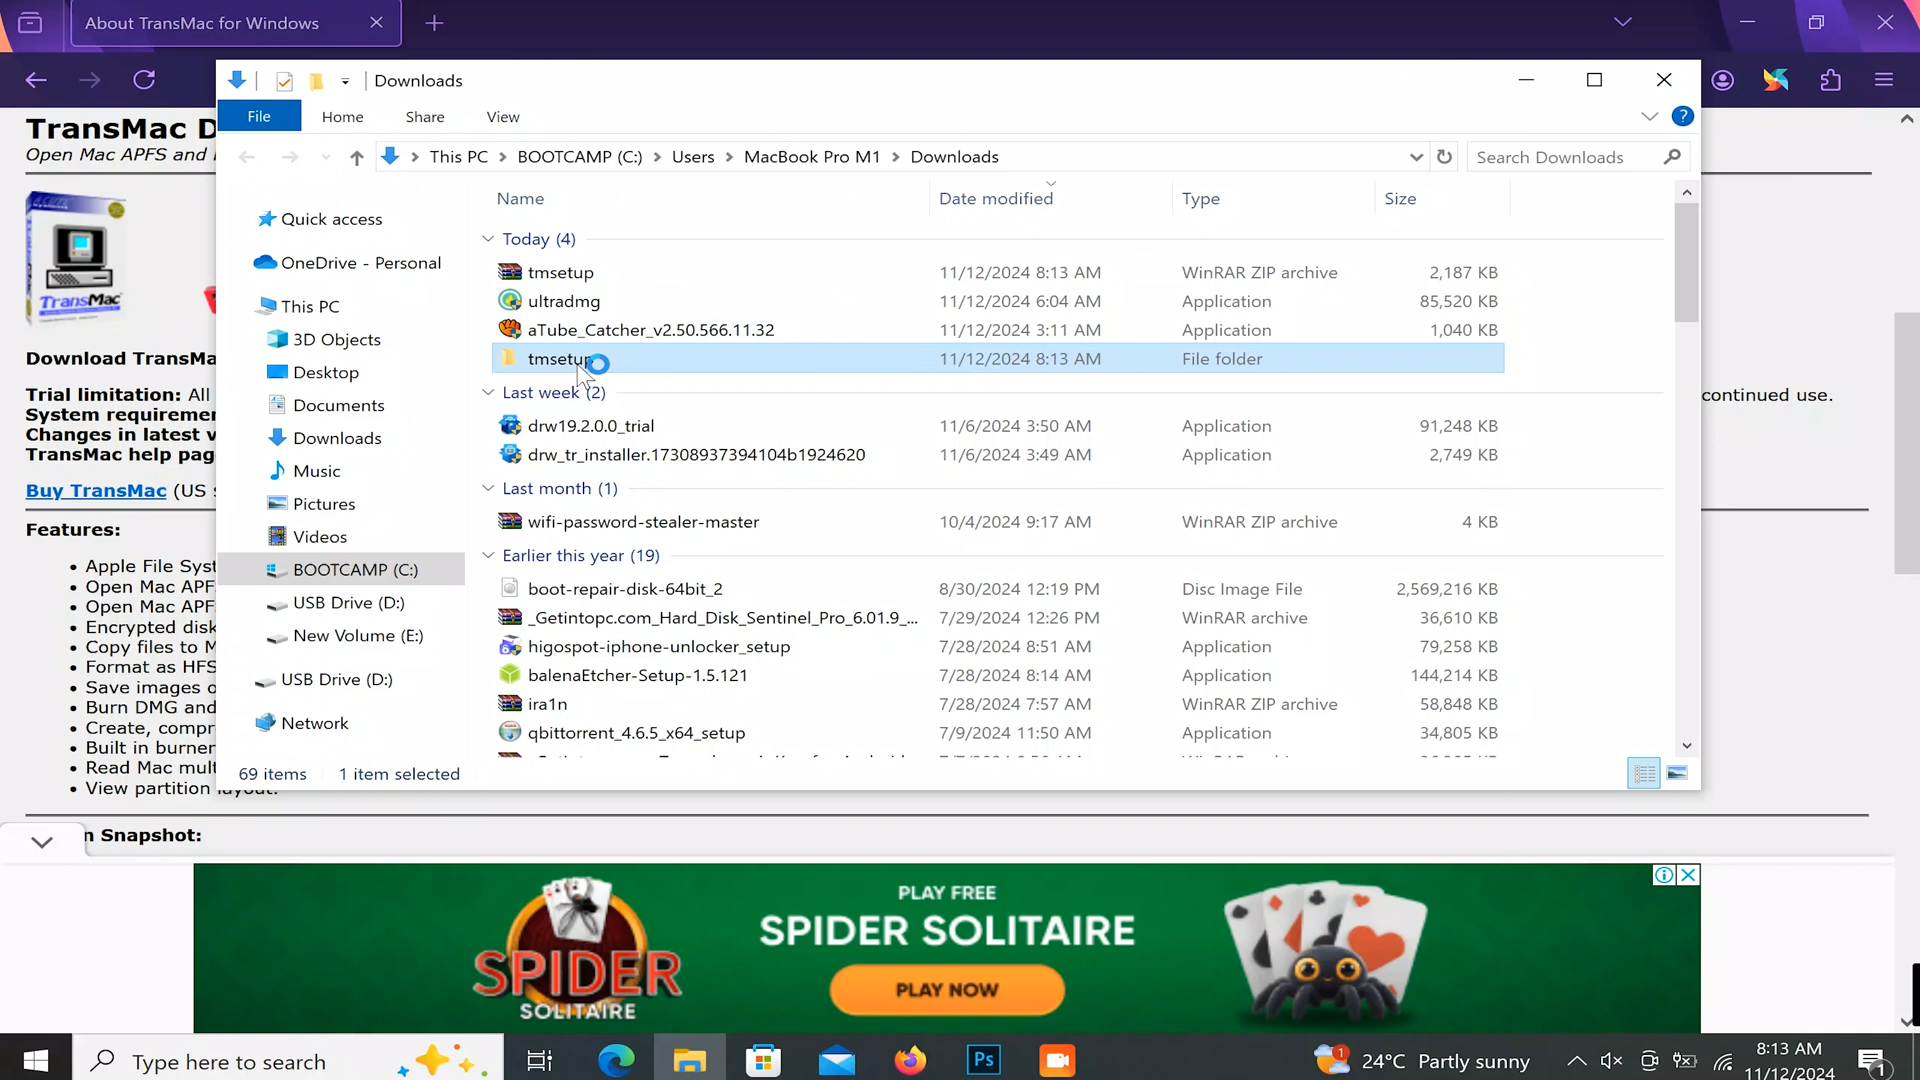 About TransMac for Windows
Downloads
File
Home
Share
View
This PC
BOOTCAMP (C:)
Users
MacBook Pro M1
Downloads
Search Downloads
Name
Date modified
Type
Size
Quick access
OneDrive - Personal
This PC
3D Objects
Desktop
Documents
Downloads
Music
Pictures
Videos
BOOTCAMP (C:)
USB Drive (D:)
New Volume (E:)
USB Drive (D:)
Network
Today (4)
tmsetup 11/12/2024 8:13 AM WinRAR ZIP archive 2,187 KB
ultradmg 11/12/2024 6:04 AM Application 85,520 KB
aTube_Catcher_v2.50.566.11.32 11/12/2024 3:11 AM Application 1,040 KB
tmsetup 11/12/2024 8:13 AM File folder
Last week (2)
drw19.2.0.0_trial 11/6/2024 3:50 AM Application 91,248 KB
drw_tr_installer.17308937394104b1924620 11/6/2024 3:49 AM Application 2,749 KB
Last month (1)
wifi-password-stealer-master 10/4/2024 9:17 AM WinRAR ZIP archive 4 KB
Earlier this year (19)
boot-repair-disk-64bit_2 8/30/2024 12:19 PM Disc Image File 2,569,216 KB
_Getintopc.com_Hard_Disk_Sentinel_Pro_6.01.9_... 7/29/2024 12:26 PM WinRAR archive 36,610 KB
higospot-iphone-unlocker_setup 7/28/2024 8:51 AM Application 79,258 KB
balenaEtcher-Setup-1.5.121 7/28/2024 8:14 AM Application 144,214 KB
ira1n 7/28/2024 7:57 AM WinRAR ZIP archive 58,848 KB
qbittorrent_4.6.5_x64_setup 7/9/2024 11:50 AM Application 34,805 KB
69 items 1 item selected
TransMac D
Open Mac APFS and
TransMac
Download TransMa
Trial limitation: All
continued use.
System requiremen
Changes in latest v
TransMac help pag
Buy TransMac (US
Features:
• Apple File Syst
• Open Mac APF
• Open Mac APF
• Encrypted disk
• Copy files to M
• Format as HFS
• Save images o
• Burn DMG and
• Create, compr
• Built in burner
• Read Mac mult
• View partition layout.
n Snapshot:
SPIDER
SOLITAIRE
PLAY FREE
SPIDER SOLITAIRE
PLAY NOW
Type here to search
Ps
1
24°C Partly sunny
8:13 AM
11/12/2024
1